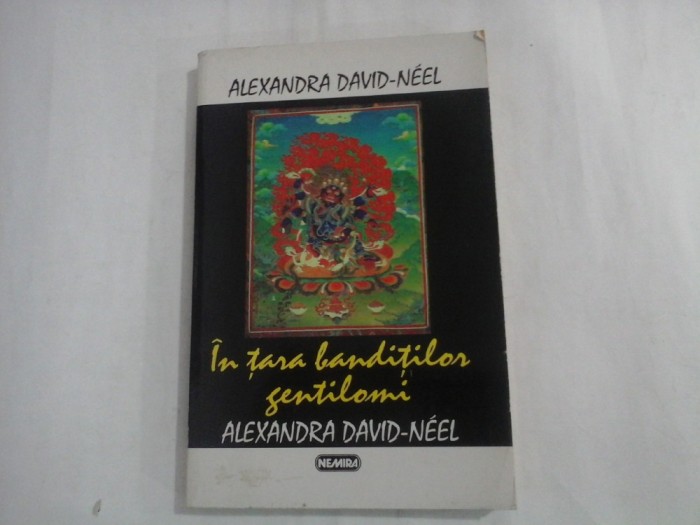 ALEXANDRA DAVID-NÉEL
În țara bandiților
gentilomi
ALEXANDRA DAVID-NÉEL
NEMIRA